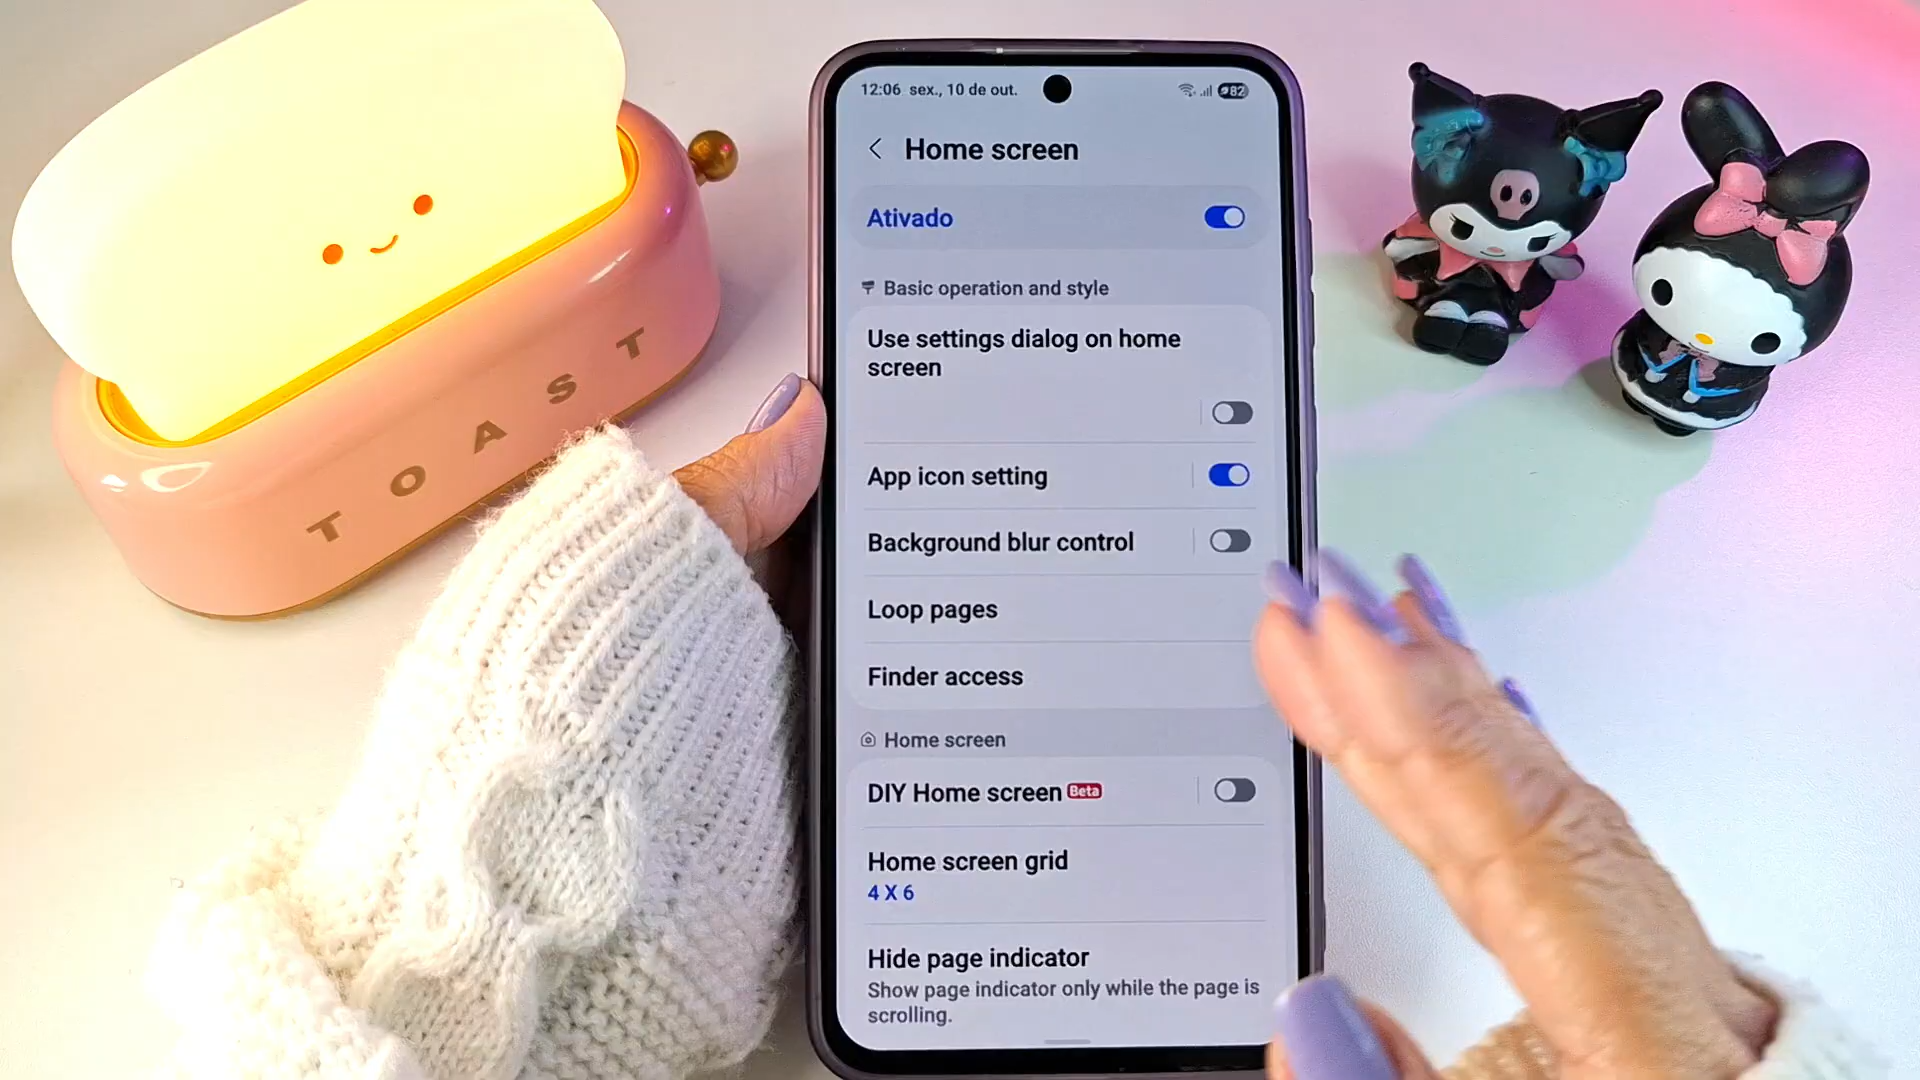 TOAST
12:06 sex., 10 de out.
82
Home screen
Ativado
Basic operation and style
Use settings dialog on home
screen
App icon setting
Background blur control
Loop pages
Finder access
Home screen
DIY Home screen Beta
Home screen grid
4 X 6
Hide page indicator
Show page indicator only while the page is
scrolling.